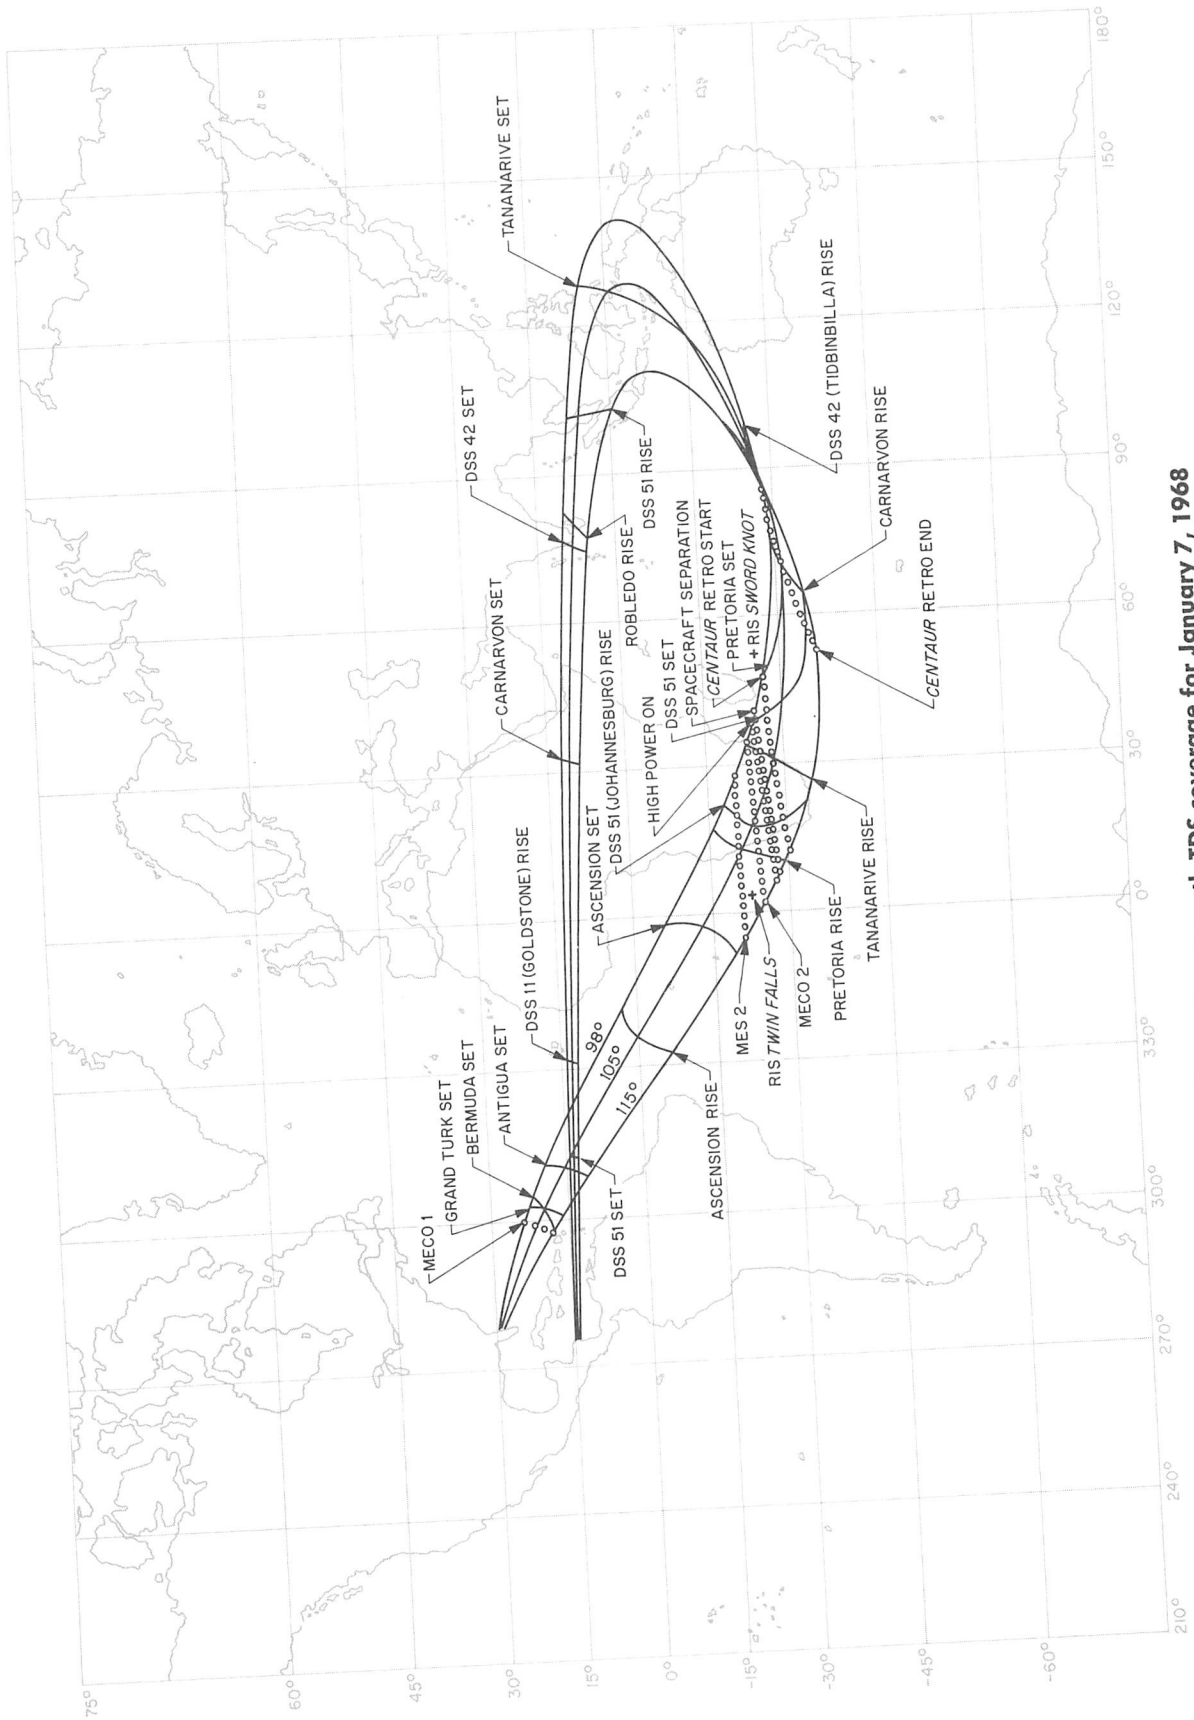 TANANARIVE SET
DSS 42 SET
CARNARVON SET
DSS 11 (GOLDSTONE) RISE
ANTIGUA SET
BERMUDA SET
GRAND TURK SET
MECO 1
ASCENSION SET
DSS 51 (JOHANNESBURG) RISE
ROBLEDO RISE
DSS 51 RISE
HIGH POWER ON
DSS 51 SET
SPACECRAFT SEPARATION
CENTAUR RETRO START
PRETORIA SET
+ RIS SWORD KNOT
98°
105°
115°
DSS 51 SET
ASCENSION RISE
MES 2
RIS TWIN FALLS
MECO 2
PRETORIA RISE
TANANARIVE RISE
DSS 42 (TIDBINBILLA) RISE
CARNARVON RISE
CENTAUR RETRO END
75°
60°
45°
30°
15°
0°
-15°
-30°
-45°
-60°
210°
240°
270°
300°
330°
0°
30°
60°
90°
120°
150°
180°
th TDS coverage for January 7, 1968